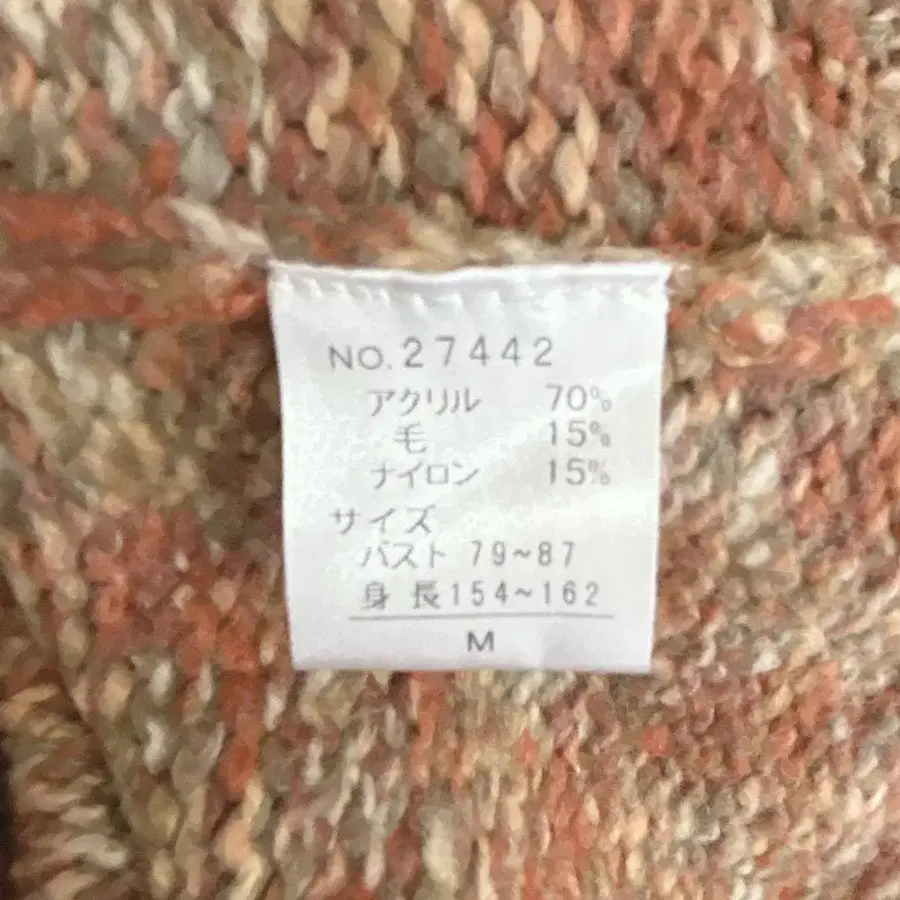 NO.27442
アクリル 70%
毛 15%
ナイロン 15%
サイズ
バスト 79~87
身長154~162
M